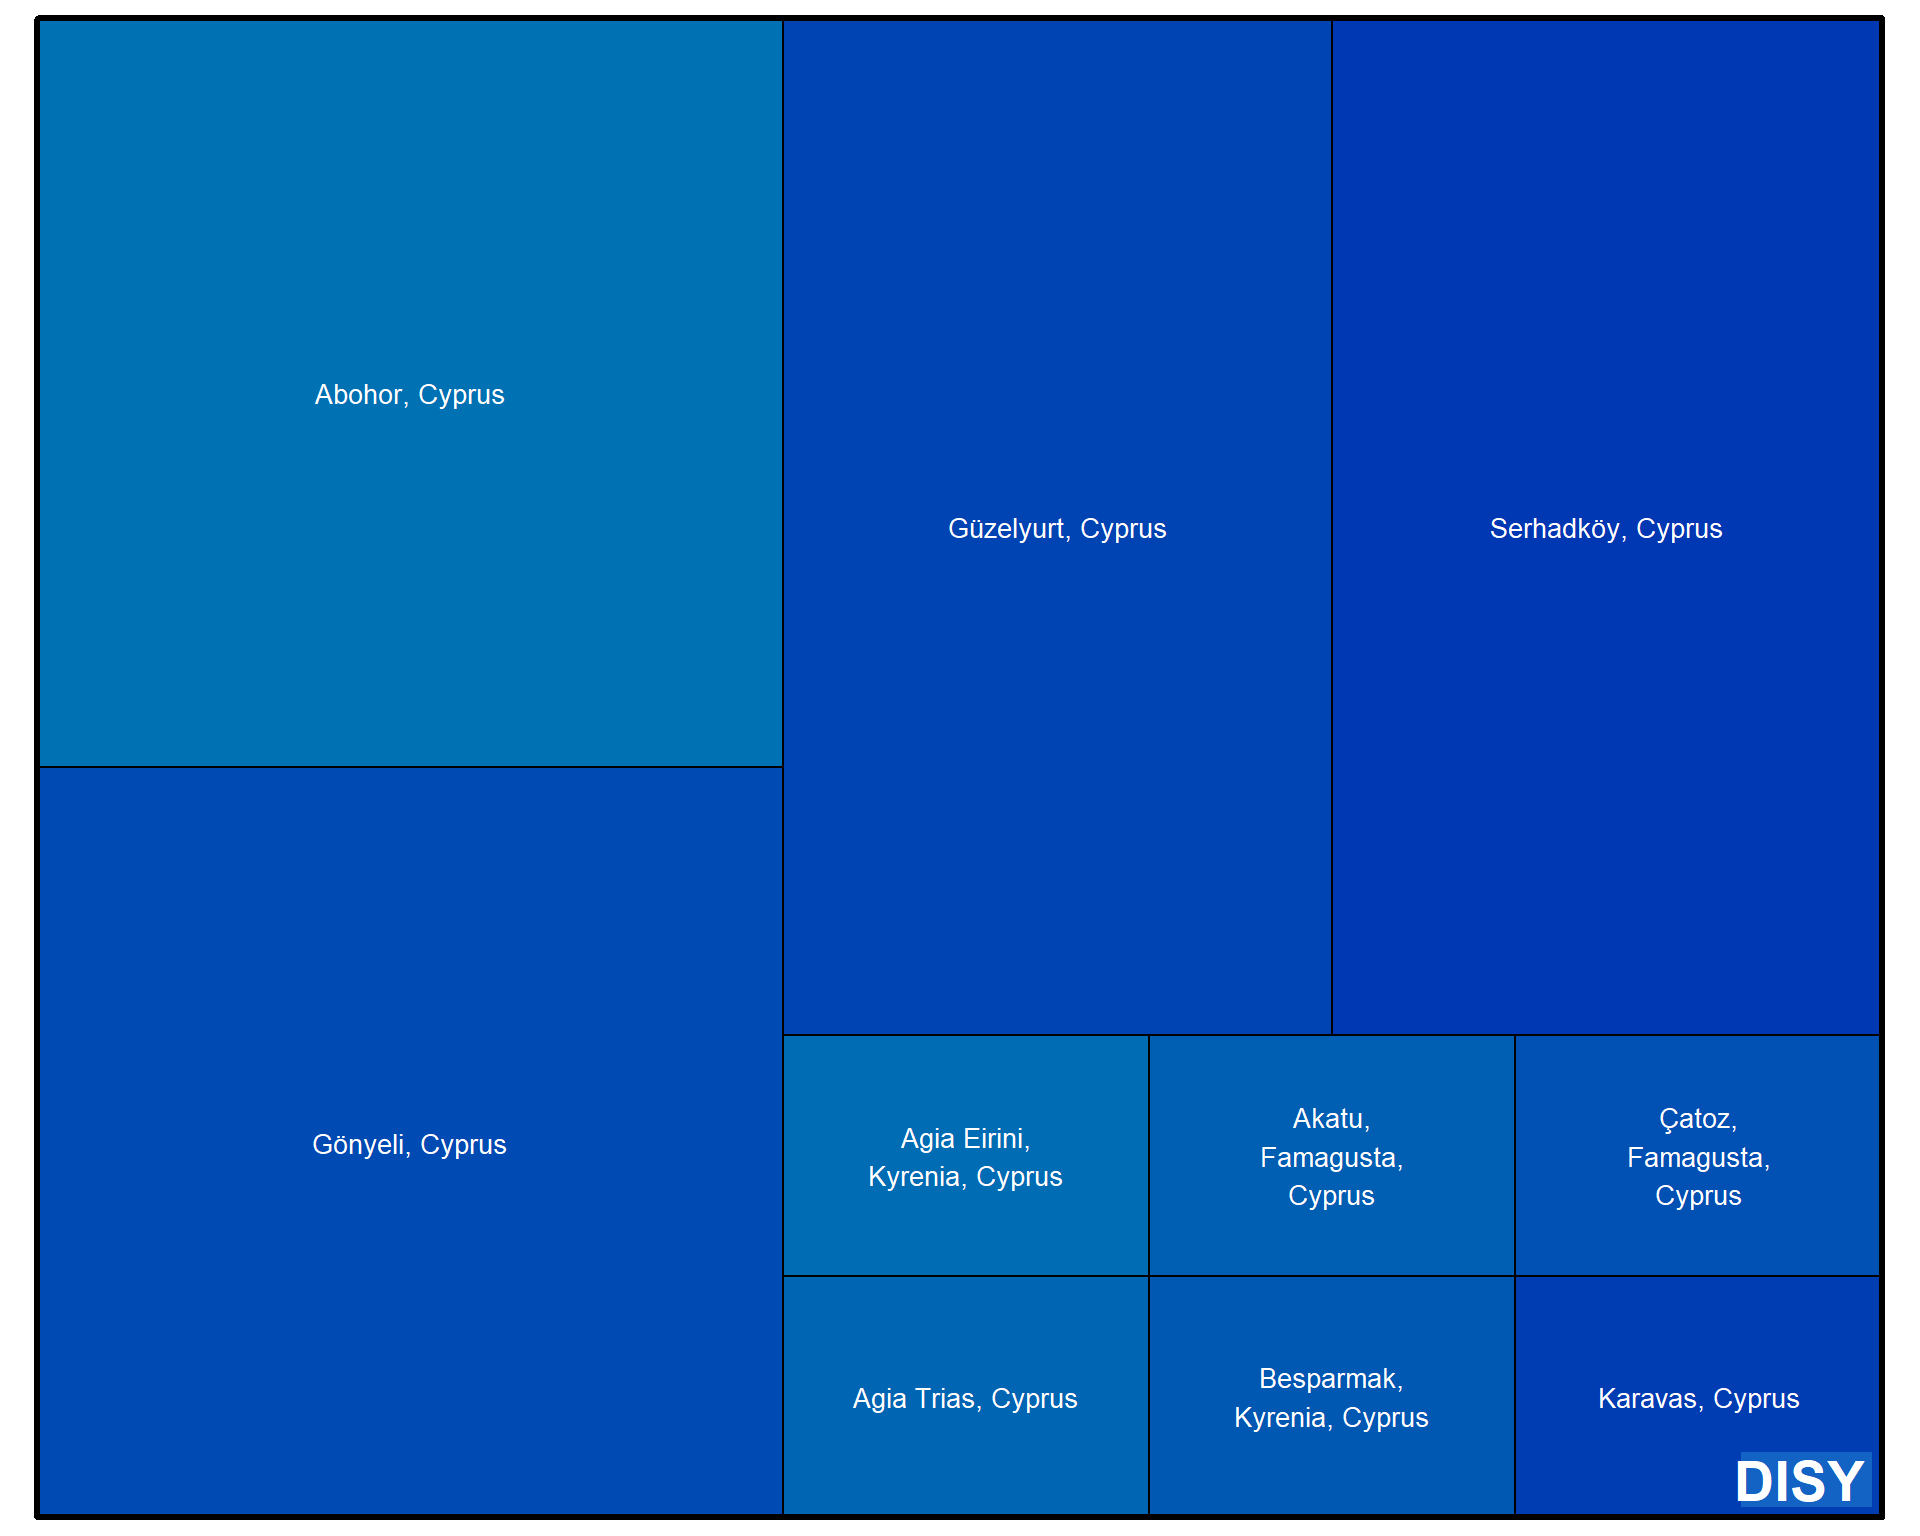 Abohor, Cyprus
Güzelyurt, Cyprus
Serhadköy, Cyprus
Gönyeli, Cyprus
Agia Eirini,
Kyrenia, Cyprus
Akatu,
Famagusta,
Cyprus
Çatoz,
Famagusta,
Cyprus
Agia Trias, Cyprus
Besparmak,
Kyrenia, Cyprus
Karavas, Cyprus
DISY